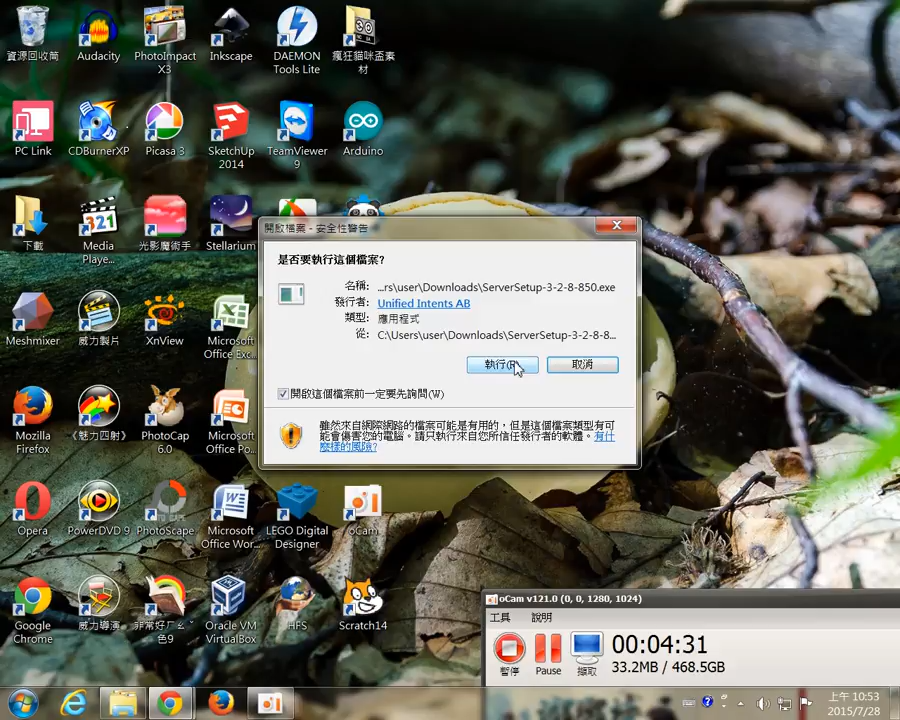 資源回收筒
Audacity
PhotoImpact
X3
Inkscape
DAEMON
Tools Lite
瘋狂貓咪盃素
材
PC Link
CDBurnerXP
Picasa 3
SketchUp
2014
TeamViewer
9
Arduino
下載
Media
Playe...
光影魔術手
Stellarium
開啟檔案 - 安全性警告
是否要執行這個檔案?
名稱: ...rs\user\Downloads\ServerSetup-3-2-8-850.exe
發行者: Unified Intents AB
類型: 應用程式
從: C:\Users\user\Downloads\ServerSetup-3-2-8-8...
執行(R)
取消
開啟這個檔案前一定要先詢問(W)
雖然來自網際網路的檔案可能是有用的，但是這個檔案類型有可
能會傷害您的電腦。請只執行來自您所信任發行者的軟體。有什
麼樣的風險?
Meshmixer
威力製片
XnView
Microsoft
Office Exc...
Mozilla
Firefox
《魅力四射》
PhotoCap
6.0
Microsoft
Office Po...
Opera
PowerDVD 9
PhotoScape
Microsoft
Office Wor...
LEGO Digital
Designer
oCam
Google
Chrome
威力導演
非常好ㄅㄠˇ
色9
Oracle VM
VirtualBox
HFS
Scratch14
oCam v121.0 (0, 0, 1280, 1024)
工具
說明
暫停
Pause
擷取
00:04:31
33.2MB / 468.5GB
上午 10:53
2015/7/28